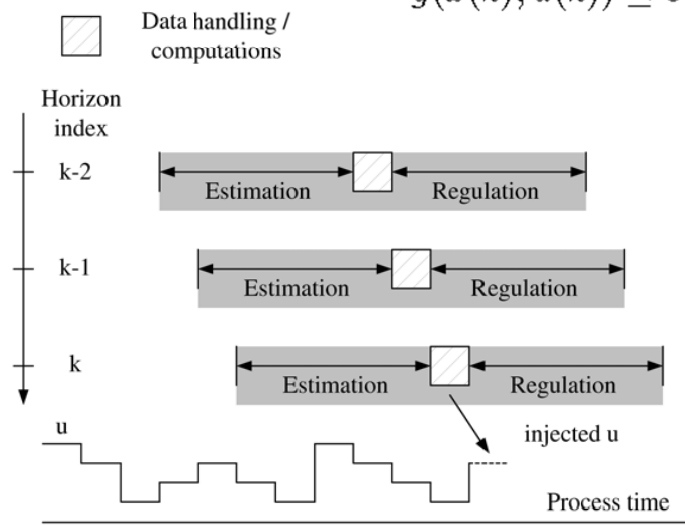 Data handling /
computations
Horizon
index
k-2
Estimation
Regulation
k-1
Estimation
Regulation
k
Estimation
Regulation
u
injected u
Process time